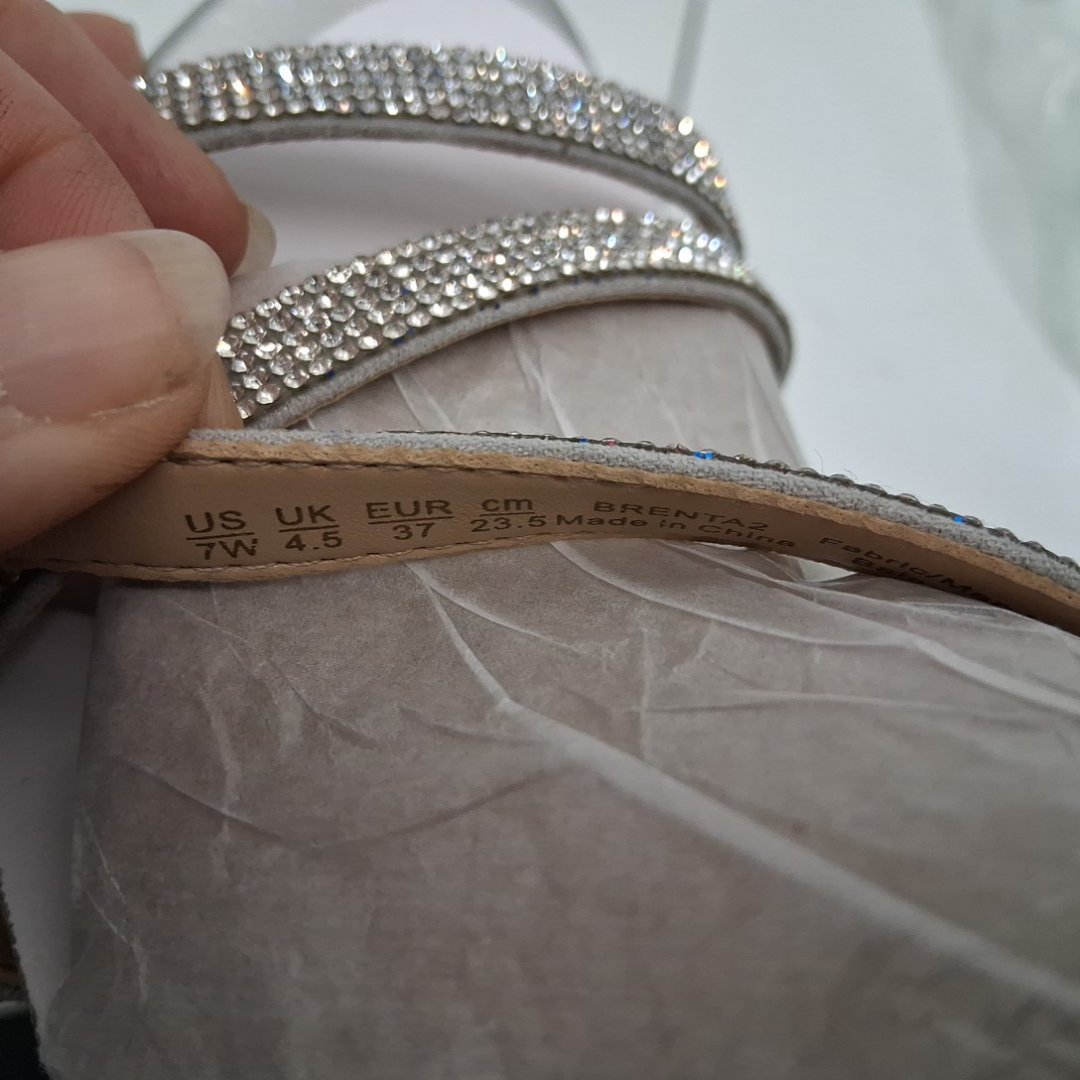 US UK EUR cm
7W 4.5 37 23.5
BRENTA2
Made in China